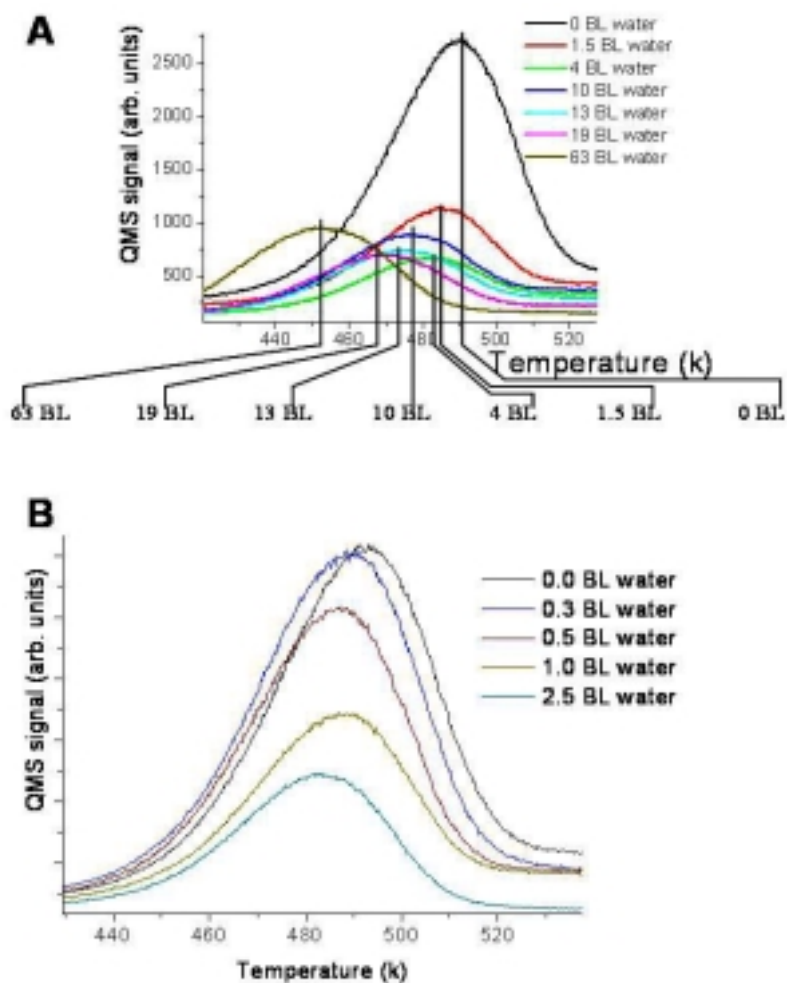 A
QMS signal (arb. units)
2500
2000
1500
1000
500
0 BL water
1.5 BL water
4 BL water
10 BL water
13 BL water
19 BL water
63 BL water
440
460
480
500
520
Temperature (k)
63 BL
19 BL
13 BL
10 BL
4 BL
1.5 BL
0 BL
B
QMS signal (arb. units)
0.0 BL water
0.3 BL water
0.5 BL water
1.0 BL water
2.5 BL water
440
460
480
500
520
Temperature (k)